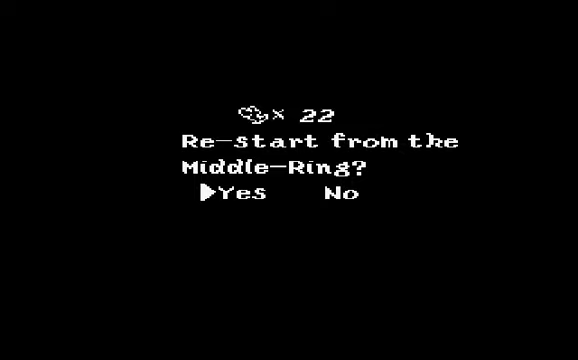 × 22
Re-start from the
Middle-Ring?
Yes No